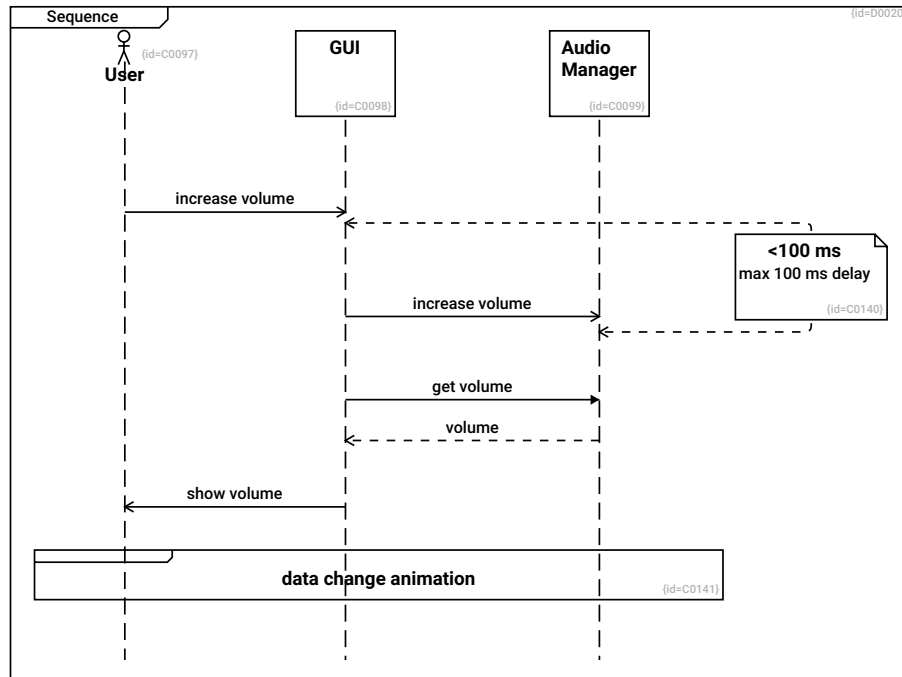 Sequence
{id=D0020
{id=C0097}
User
GUI
{id=C0098}
Audio
Manager
{id=C0099}
increase volume
<100 ms
max 100 ms delay
{id=C0140}
increase volume
get volume
volume
show volume
data change animation
{id=C0141}